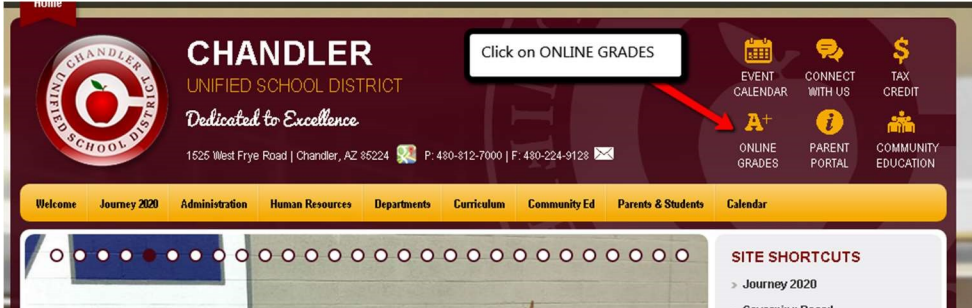 Home
CHANDLER
UNIFIED SCHOOL DISTRICT
CHANDLER
UNIFIED SCHOOL DISTRICT
Dedicated to Excellence
1525 West Frye Road | Chandler, AZ 85224 P: 480-812-7000 | F: 480-224-9128
Click on ONLINE GRADES
EVENT CALENDAR
CONNECT WITH US
TAX CREDIT
A+
ONLINE GRADES
PARENT PORTAL
COMMUNITY EDUCATION
Welcome Journey 2020 Administration Human Resources Departments Curriculum Community Ed Parents & Students Calendar
SITE SHORTCUTS
» Journey 2020